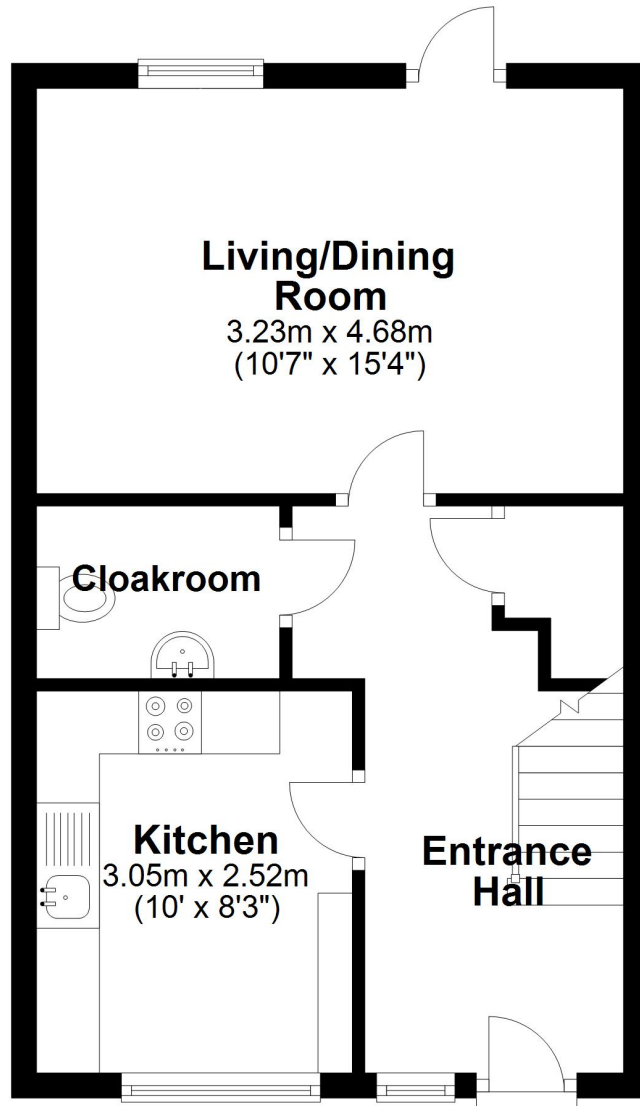 Living/Dining
Room
3.23m x 4.68m
(10'7" x 15'4")
Cloakroom
Kitchen
3.05m x 2.52m
(10' x 8'3")
Entrance
Hall